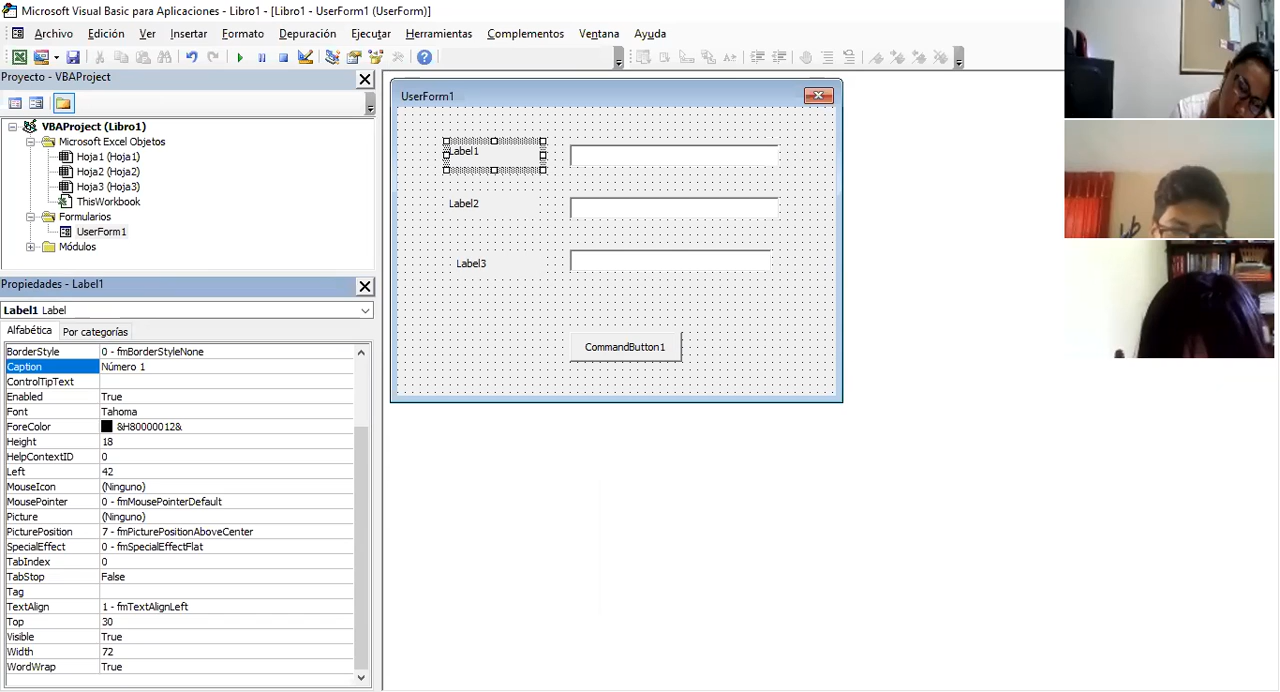 Microsoft Visual Basic para Aplicaciones - Libro1 - [Libro1 - UserForm1 (UserForm)]
Archivo Edición Ver Insertar Formato Depuración Ejecutar Herramientas Complementos Ventana Ayuda
Proyecto - VBAProject
VBAProject (Libro1)
Microsoft Excel Objetos
Hoja1 (Hoja1)
Hoja2 (Hoja2)
Hoja3 (Hoja3)
ThisWorkbook
Formularios
UserForm1
Módulos
Propiedades - Label1
Label1 Label
Alfabética Por categorías
BorderStyle 0 - fmBorderStyleNone
Caption Número 1
ControlTipText
Enabled True
Font Tahoma
ForeColor &H80000012&
Height 18
HelpContextID 0
Left 42
MouseIcon (Ninguno)
MousePointer 0 - fmMousePointerDefault
Picture (Ninguno)
PicturePosition 7 - fmPicturePositionAboveCenter
SpecialEffect 0 - fmSpecialEffectFlat
TabIndex 0
TabStop False
Tag
TextAlign 1 - fmTextAlignLeft
Top 30
Visible True
Width 72
WordWrap True
UserForm1
Label1
Label2
Label3
CommandButton1